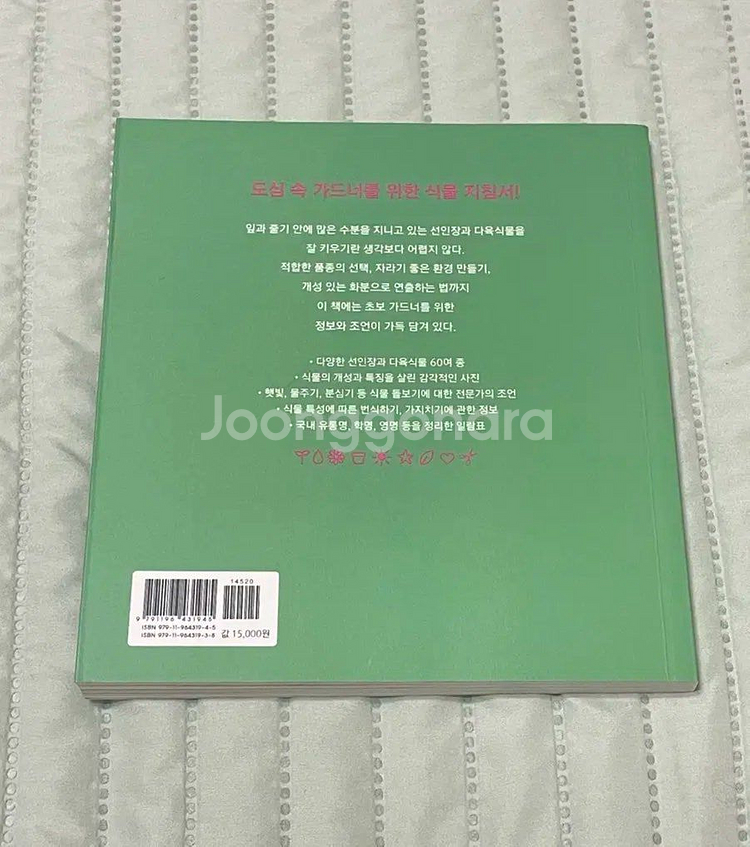 도심 속 가드너를 위한 식물 지침서!
잎과 줄기 안에 많은 수분을 지니고 있는 선인장과 다육식물을
잘 키우기란 생각보다 어렵지 않다.
적합한 품종의 선택, 자라기 좋은 환경 만들기,
개성 있는 화분으로 연출하는 법까지
이 책에는 초보 가드너를 위한
정보와 조언이 가득 담겨 있다.
• 다양한 선인장과 다육식물 60여 종
• 식물의 개성과 특징을 살린 감각적인 사진
• 햇빛, 물주기, 분심기 등 식물 돌보기에 대한 전문가의 조언
• 식물 특성에 따른 번식하기, 가지치기에 관한 정보
• 국내 유통명, 학명, 영명 등을 정리한 일람표
Joonggonara
14520
9 791196 431945
ISBN 979-11-964319-4-5
ISBN 979-11-964319-3-8
값 15,000원